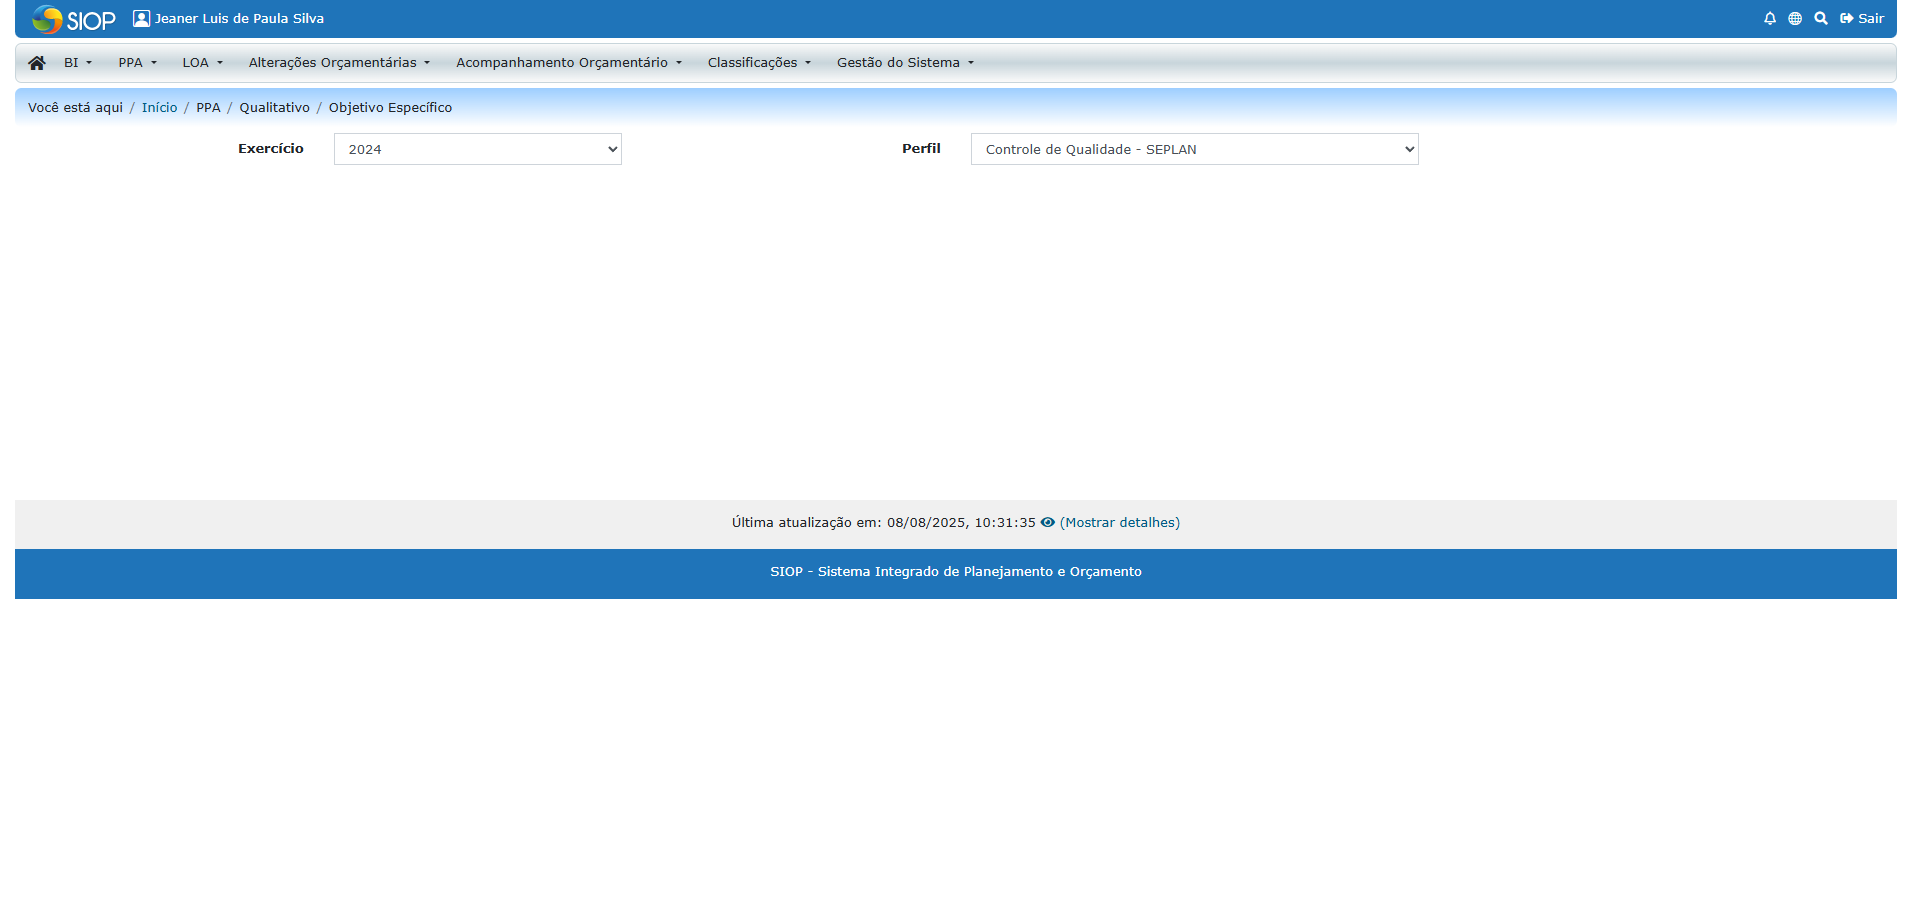 SIOP Jeaner Luis de Paula Silva Sair
BI PPA LOA Alterações Orçamentárias Acompanhamento Orçamentário Classificações Gestão do Sistema
Você está aqui / Início / PPA / Qualitativo / Objetivo Específico
Exercício 2024 Perfil Controle de Qualidade - SEPLAN
Última atualização em: 08/08/2025, 10:31:35 (Mostrar detalhes)
SIOP - Sistema Integrado de Planejamento e Orçamento